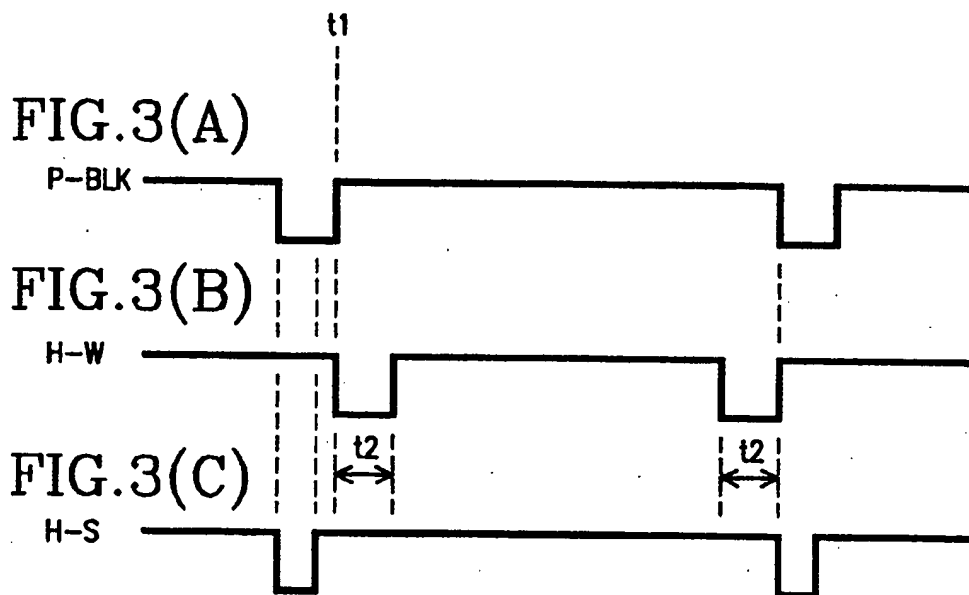 t1
FIG.3(A)
P-BLK
FIG.3(B)
H-W
t2
t2
FIG.3(C)
H-S